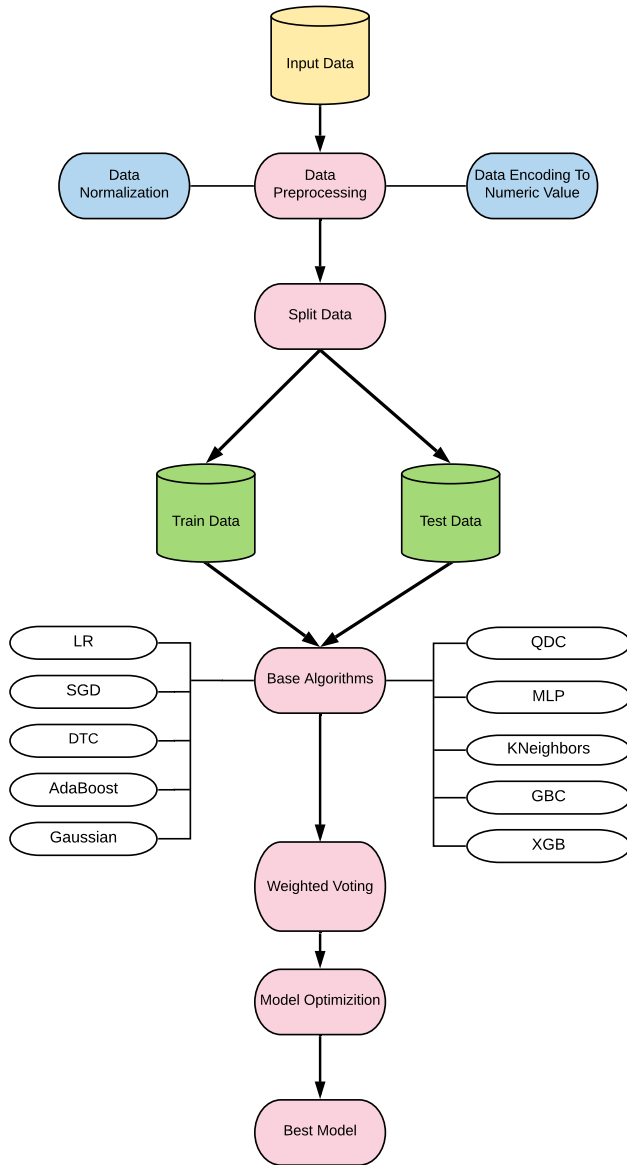 Input Data
Data
Normalization
Data
Preprocessing
Data Encoding To
Numeric Value
Split Data
Train Data
Test Data
Base Algorithms
LR
SGD
DTC
AdaBoost
Gaussian
QDC
MLP
KNeighbors
GBC
XGB
Weighted Voting
Model Optimizition
Best Model